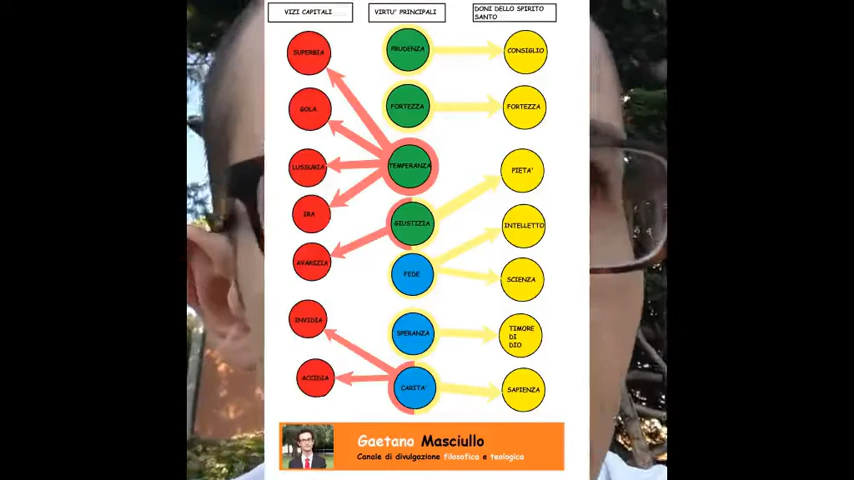 VIZI CAPITALI
VIRTU' PRINCIPALI
DONI DELLO SPIRITO
SANTO
SUPERBIA
PRUDENZA
CONSIGLIO
GOLA
FORTEZZA
FORTEZZA
LUSSURIA
TEMPERANZA
PIETA'
IRA
GIUSTIZIA
INTELLETTO
AVARIZIA
FEDE
SCIENZA
INVIDIA
SPERANZA
TIMORE
DI
DIO
ACCIDIA
CARITA'
SAPIENZA
Gaetano Masciullo
Canale di divulgazione filosofica e teologica